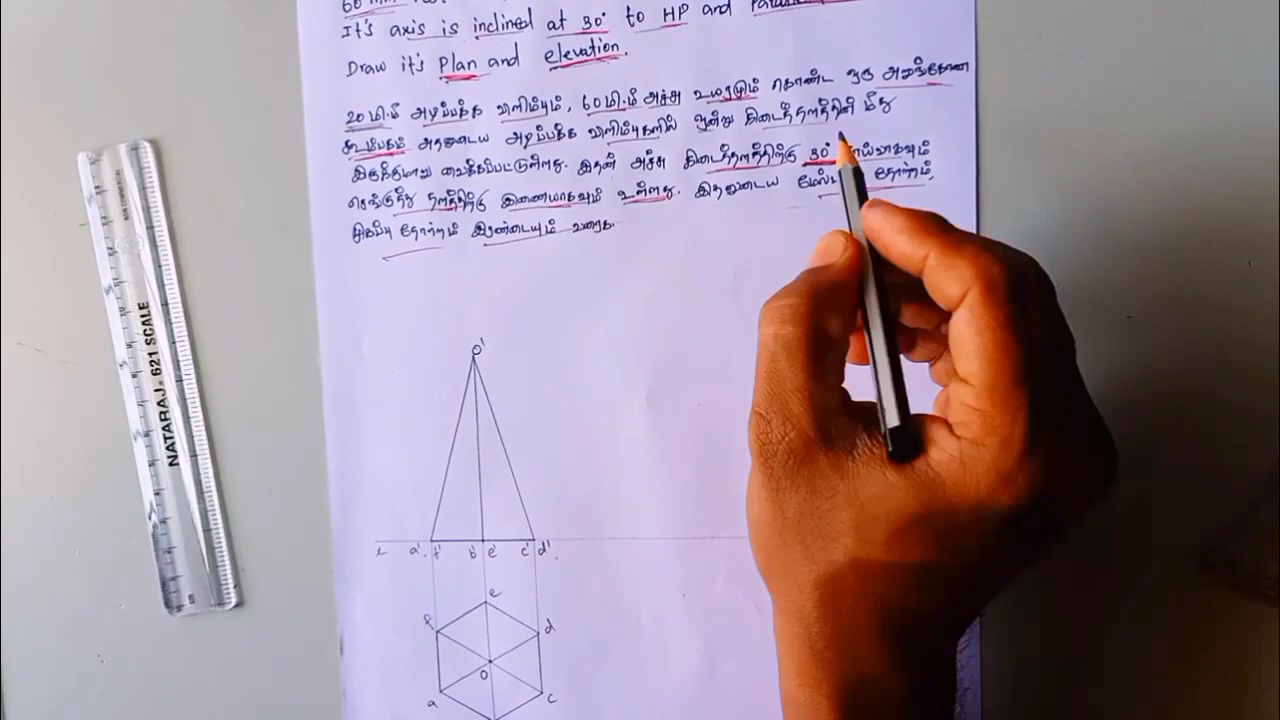 60 mm
It's axis is inclined at 30° to HP and
Draw it's Plan and elevation.
20 மி.மீ அடிப்பக்க விளிம்பும், 60 மி.மீ அச்சு உயரமும் கொண்ட ஒரு அறுங்கோண
கூம்பகம் அதனுடைய அடிப்பக்க விளிம்புகளில் ஒன்று கிடைத்தளத்தின் மீது
இருக்குமாறு வைக்கப்பட்டுள்ளது. இதன் அச்சு கிடைத்தளத்திற்கு 30°
செங்குத்து தளத்திற்கு இணையாகவும் உள்ளது. இதனுடைய தோற்றம்,
தோற்றம் இரண்டையும் வரைக.
NATARAJ - 621 SCALE
o'
a'. f' b' e' c' d'.
e
f d
o
a c